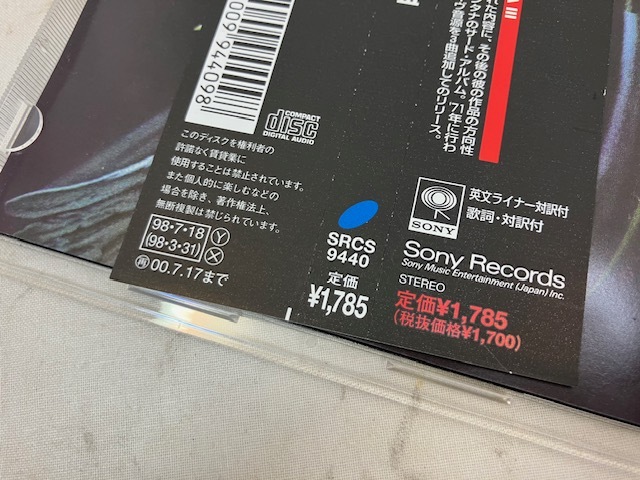 009944098
COMPACT
disc
DIGITAL AUDIO
このディスクを権利者の
許諾なく賃貸業に
使用することは禁止されています。
また個人的に楽しむなどの
場合を除き、著作権法上、
無断複製は禁じられています。
98・7・18 Y
(98・3・31) X
再 00.7.17まで
SRCS
9440
定価
¥1,785
れた内容に、その後の彼の作品の方向性
タナのサード・アルバム。'71年に行わ
ヴ音源を3曲追加してのリリース。
SONY
英文ライナー対訳付
歌詞・対訳付
Sony Records
Sony Music Entertainment (Japan) Inc.
STEREO
定価¥1,785
(税抜価格¥1,700)